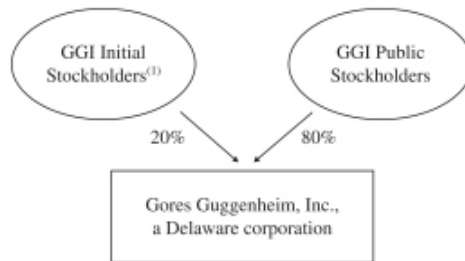 GGI Initial
Stockholders(1)
GGI Public
Stockholders
20%
80%
Gores Guggenheim, Inc.,
a Delaware corporation